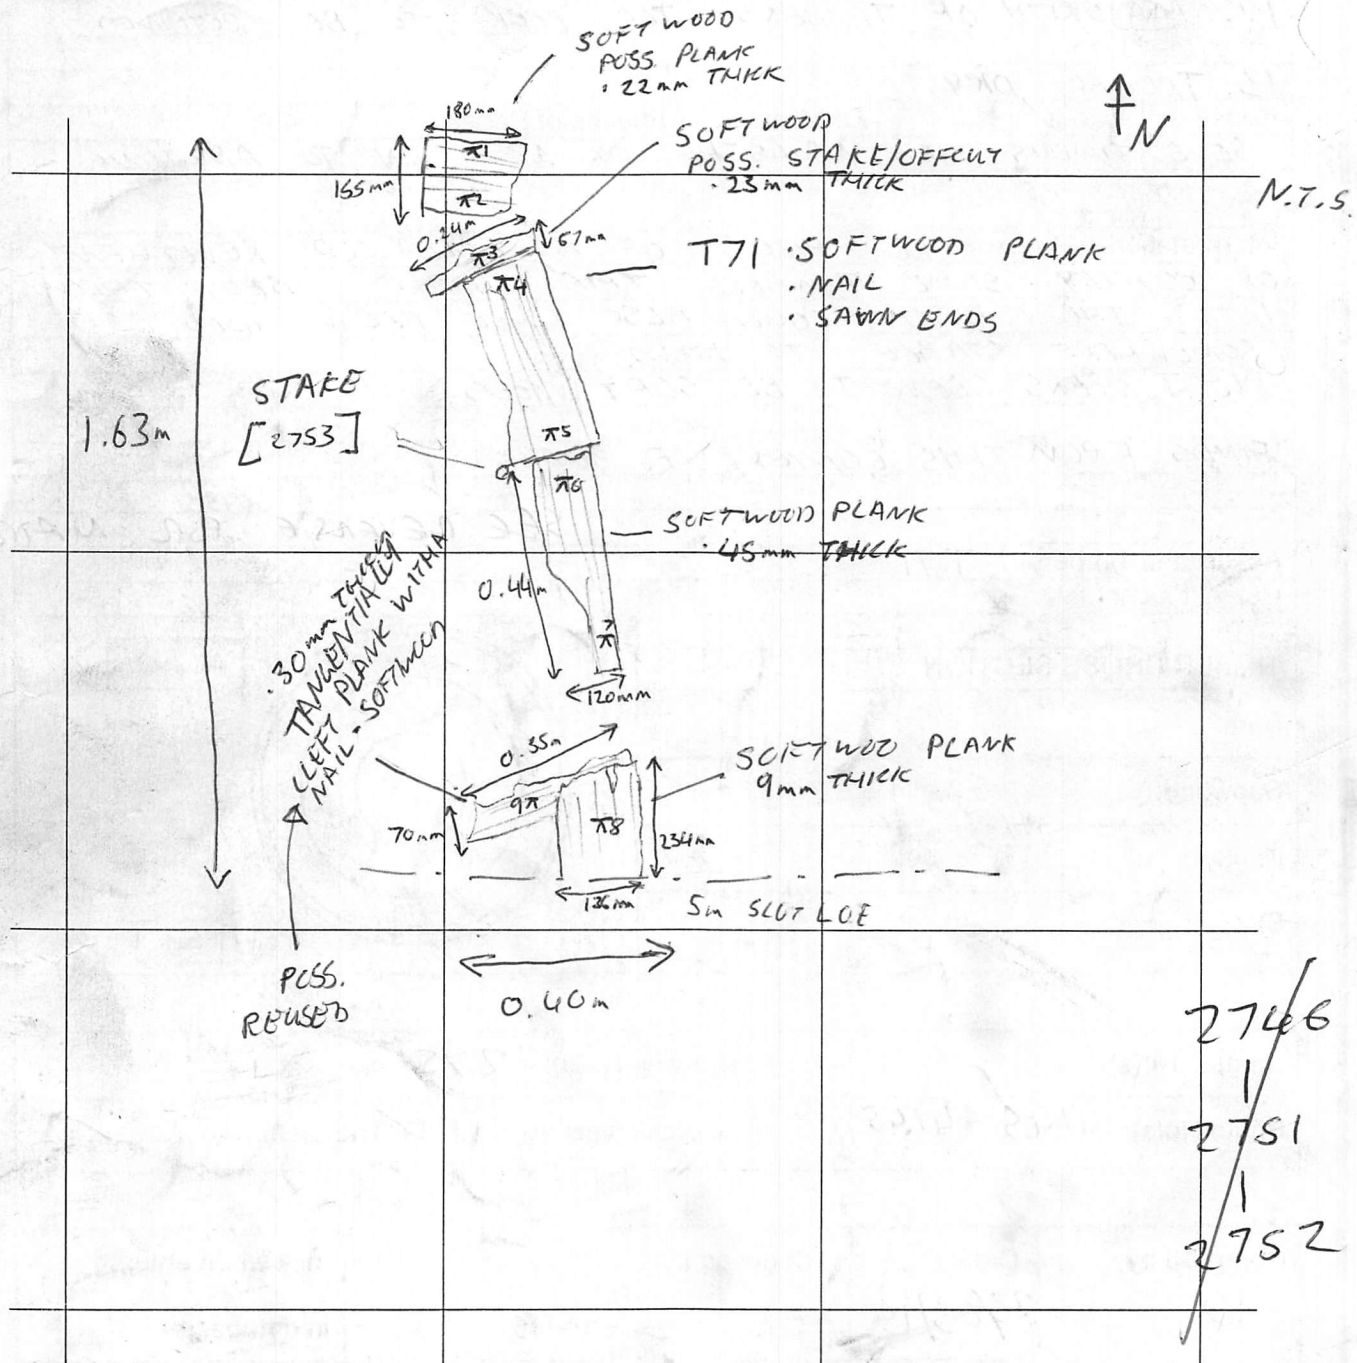 SOFTWOOD
POSS. PLANK
· 22mm THICK
N
180mm
π1
155mm
π2
SOFTWOOD
POSS. STAKE/OFFCUT
· 23mm THICK
N.T.S.
0.24m
67mm
π3
π4
T71 · SOFTWOOD PLANK
· NAIL
· SAWN ENDS
STAKE
[2753]
1.63m
π5
π6
SOFTWOOD PLANK
· 45mm THICK
0.44m
π7
120mm
· 30mm THICK
TANGENTIALLY
CLEFT PLANK WITH A
NAIL - SOFTWOOD
0.35m
SOFTWOO PLANK
9mm THICK
9π
π8
70mm
234mm
136mm
5m SLOT LOE
0.40m
POSS.
REUSED
2746
2751
2752